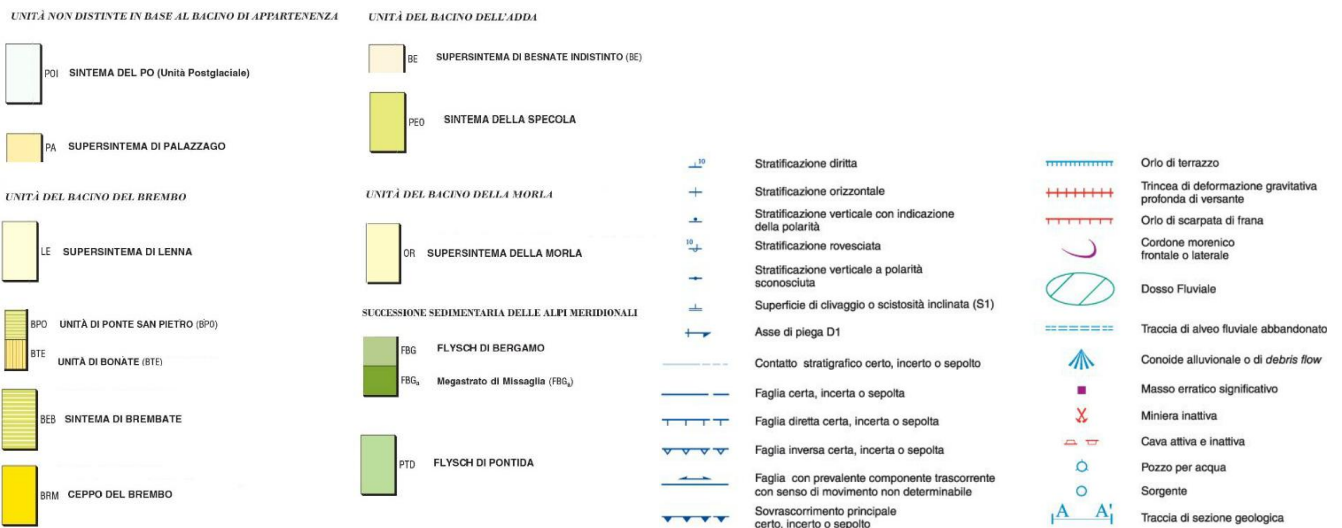 UNITÀ NON DISTINTE IN BASE AL BACINO DI APPARTENENZA
POI SINTEMA DEL PO (Unità Postglaciale)
PA SUPERSINTEMA DI PALAZZAGO
UNITÀ DEL BACINO DEL BREMBO
LE SUPERSINTEMA DI LENNA
BPO UNITÀ DI PONTE SAN PIETRO (BPO)
BTE UNITÀ DI BONATE (BTE)
BEB SINTEMA DI BREMBATE
BRM CEPPO DEL BREMBO
UNITÀ DEL BACINO DELL'ADDA
BE SUPERSINTEMA DI BESNATE INDISTINTO (BE)
PEO SINTEMA DELLA SPECOLA
UNITÀ DEL BACINO DELLA MORLA
OR SUPERSINTEMA DELLA MORLA
SUCCESSIONE SEDIMENTARIA DELLE ALPI MERIDIONALI
FBG FLYSCH DI BERGAMO
FBGa Megastrato di Missaglia (FBGa)
PTD FLYSCH DI PONTIDA
10 Stratificazione diritta
Stratificazione orizzontale
Stratificazione verticale con indicazione
della polarità
10 Stratificazione rovesciata
Stratificazione verticale a polarità
sconosciuta
Superficie di clivaggio o scistosità inclinata (S1)
Asse di piega D1
Contatto stratigrafico certo, incerto o sepolto
Faglia certa, incerta o sepolta
Faglia diretta certa, incerta o sepolta
Faglia inversa certa, incerta o sepolta
Faglia con prevalente componente trascorrente
con senso di movimento non determinabile
Sovrascorrimento principale
certo, incerto o sepolto
Orlo di terrazzo
Trincea di deformazione gravitativa
profonda di versante
Orlo di scarpata di frana
Cordone morenico
frontale o laterale
Dosso Fluviale
Traccia di alveo fluviale abbandonato
Conoide alluvionale o di debris flow
Masso erratico significativo
Miniera inattiva
Cava attiva e inattiva
Pozzo per acqua
Sorgente
A A' Traccia di sezione geologica